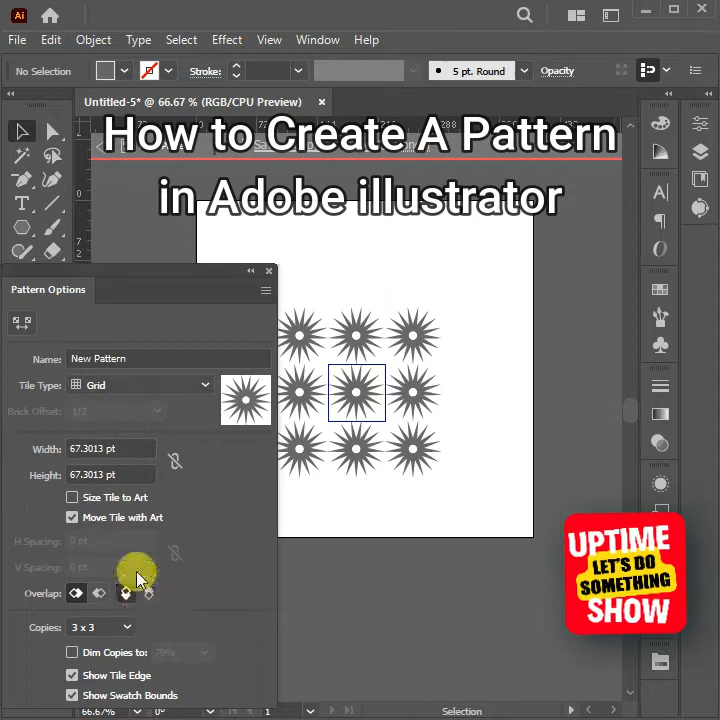 Ai
File Edit Object Type Select Effect View Window Help
No Selection Stroke: 5 pt. Round Opacity
Untitled-5* @ 66.67 % (RGB/CPU Preview) ×
How to Create A Pattern
in Adobe illustrator
Pattern Options
Name: New Pattern
Tile Type: Grid
Brick Offset: 1/2
Width: 67.3013 pt
Height: 67.3013 pt
Size Tile to Art
Move Tile with Art
H Spacing: 0 pt
V Spacing: 0 pt
Overlap:
Copies: 3 x 3
Dim Copies to: 70%
Show Tile Edge
Show Swatch Bounds
UPTIME
LET'S DO
SOMETHING
SHOW
66.67% 0° 1 Selection